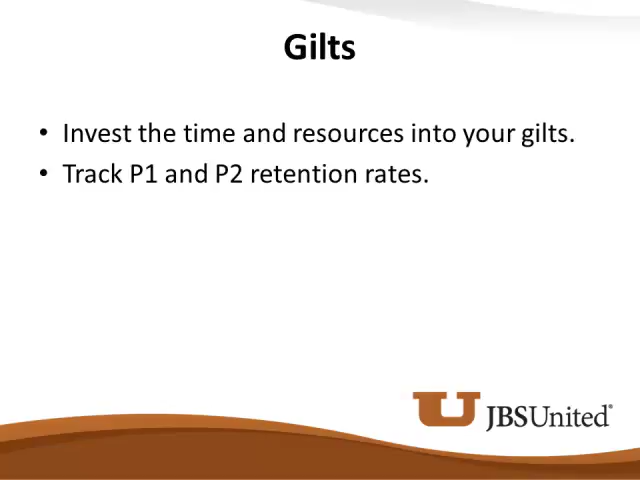 Gilts
• Invest the time and resources into your gilts.
• Track P1 and P2 retention rates.
JBSUnited®